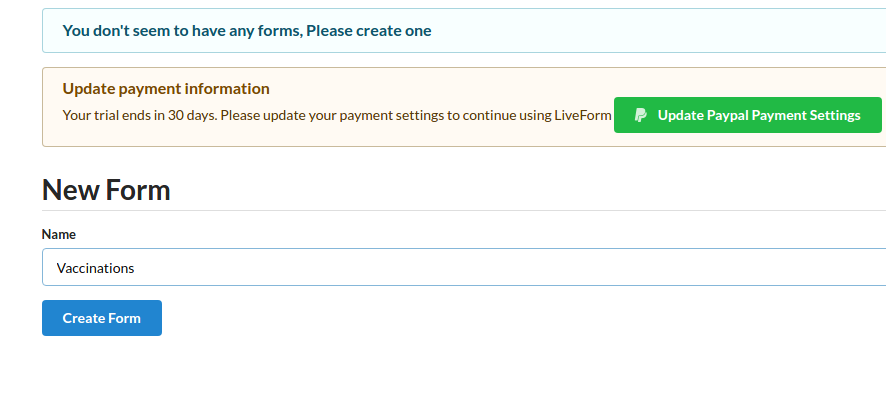 You don't seem to have any forms, Please create one
Update payment information
Your trial ends in 30 days. Please update your payment settings to continue using LiveForm Update Paypal Payment Settings
New Form
Name
Vaccinations
Create Form